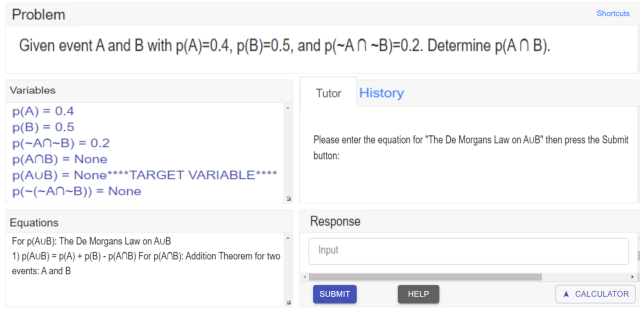 Problem
Shortcuts
Given event A and B with p(A)=0.4, p(B)=0.5, and p(~A ∩ ~B)=0.2. Determine p(A ∩ B).
Variables
p(A) = 0.4
p(B) = 0.5
p(~A∩~B) = 0.2
p(A∩B) = None
p(A∪B) = None****TARGET VARIABLE****
p(~(~A∩~B)) = None
Tutor
History
Please enter the equation for "The De Morgans Law on A∪B" then press the Submit
button:
Equations
For p(A∪B): The De Morgans Law on A∪B
1) p(A∪B) = p(A) + p(B) - p(A∩B) For p(A∩B): Addition Theorem for two
events: A and B
Response
Input
SUBMIT
HELP
CALCULATOR